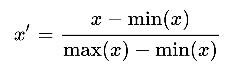 x′ = (x − min(x)) / (max(x) − min(x))